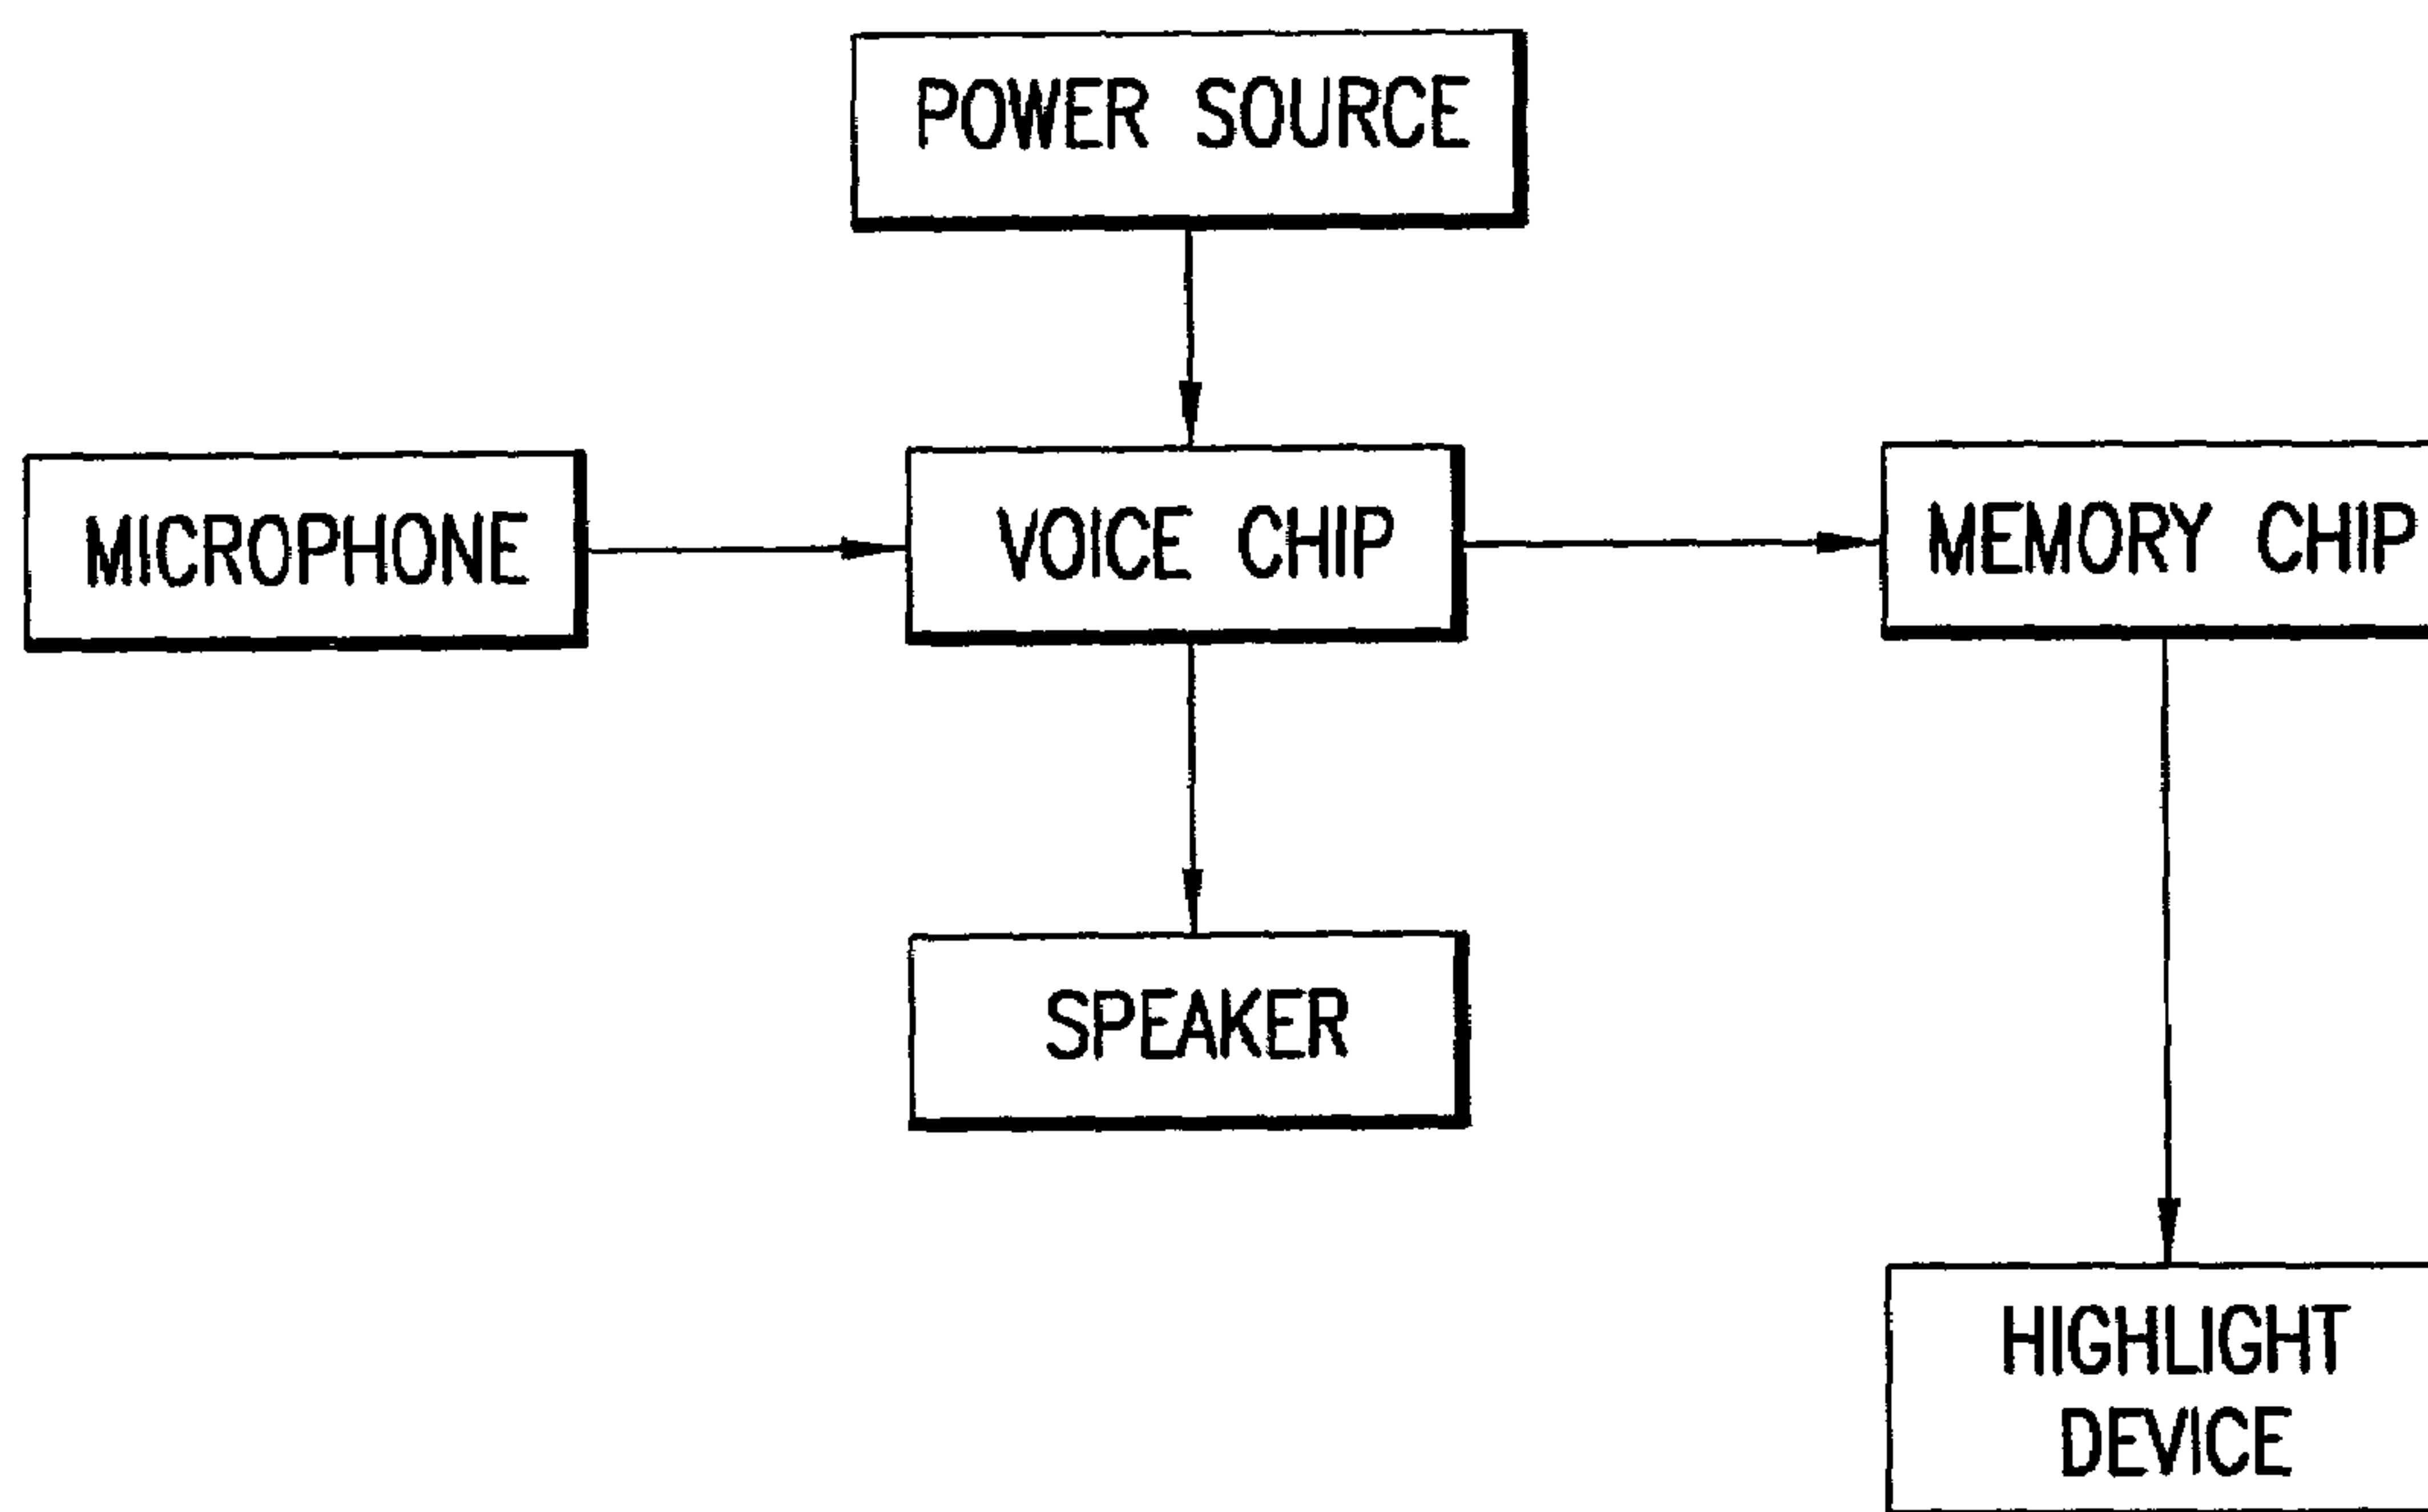 POWER SOURCE
MICROPHONE
VOICE CHIP
MEMORY CHIP
SPEAKER
HIGHLIGHT
DEVICE